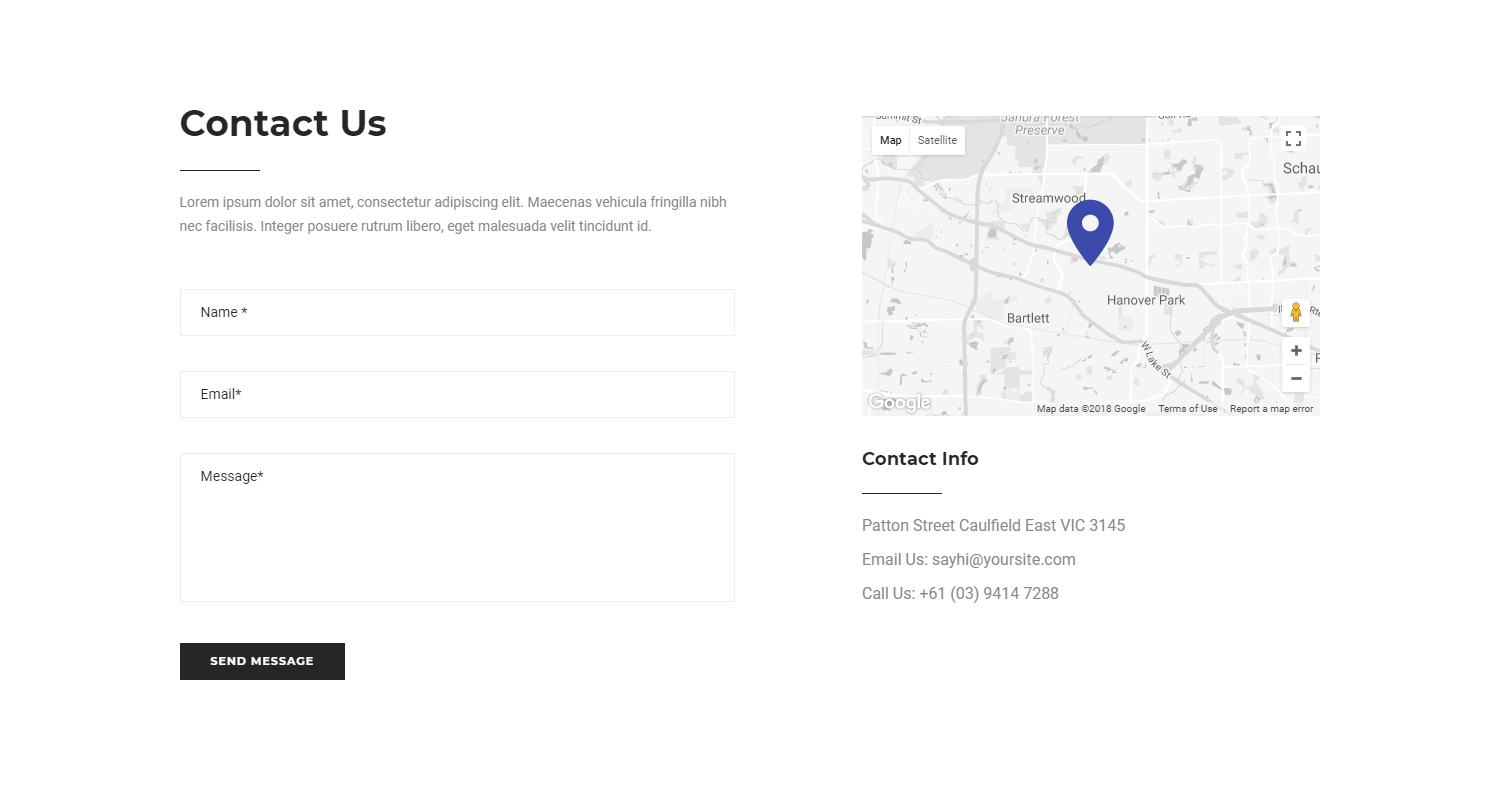 Contact Us
Lorem ipsum dolor sit amet, consectetur adipiscing elit. Maecenas vehicula fringilla nibh
nec facilisis. Integer posuere rutrum libero, eget malesuada velit tincidunt id.
Name *
Email*
Message*
SEND MESSAGE
Summit St
Forest
Preserve
Map
Satellite
Schau
Streamwood
Hanover Park
Bartlett
W Lake St
Google
Map data ©2018 Google
Terms of Use
Report a map error
Contact Info
Patton Street Caulfield East VIC 3145
Email Us: sayhi@yoursite.com
Call Us: +61 (03) 9414 7288